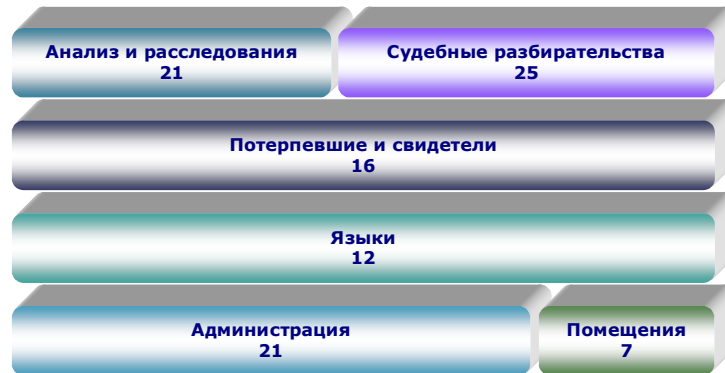 Анализ и расследования
21
Судебные разбирательства
25
Потерпевшие и свидетели
16
Языки
12
Администрация
21
Помещения
7